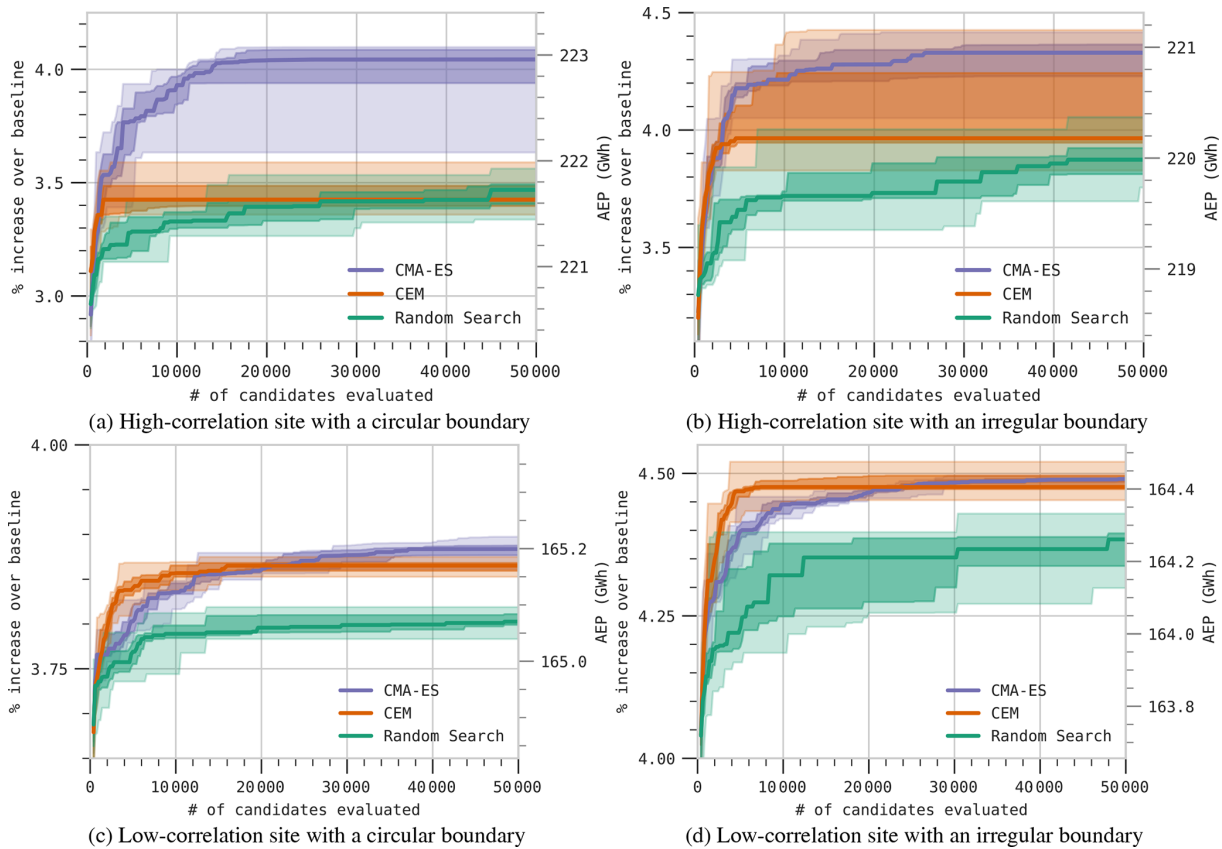 4.0
3.5
3.0
% increase over baseline
223
222
221
AEP (GWh)
CMA-ES
CEM
Random Search
0 10000 20000 30000 40000 50000
# of candidates evaluated
(a) High-correlation site with a circular boundary
4.5
4.0
3.5
% increase over baseline
221
220
219
AEP (GWh)
CMA-ES
CEM
Random Search
0 10000 20000 30000 40000 50000
# of candidates evaluated
(b) High-correlation site with an irregular boundary
4.00
3.75
% increase over baseline
165.2
165.0
AEP (GWh)
CMA-ES
CEM
Random Search
0 10000 20000 30000 40000 50000
# of candidates evaluated
(c) Low-correlation site with a circular boundary
4.50
4.25
4.00
% increase over baseline
164.4
164.2
164.0
163.8
AEP (GWh)
CMA-ES
CEM
Random Search
0 10000 20000 30000 40000 50000
# of candidates evaluated
(d) Low-correlation site with an irregular boundary